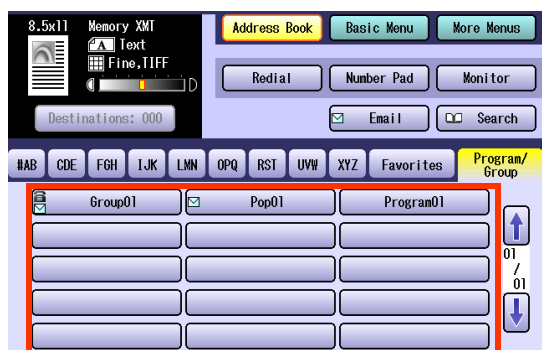 8.5x11 Memory XMT
A Text
Fine,TIFF
D
Destinations: 000
Address Book Basic Menu More Menus
Redial Number Pad Monitor
Email Search
#AB CDE FGH IJK LMN OPQ RST UVW XYZ Favorites Program/
Group
Group01 Pop01 Program01
01
/
01